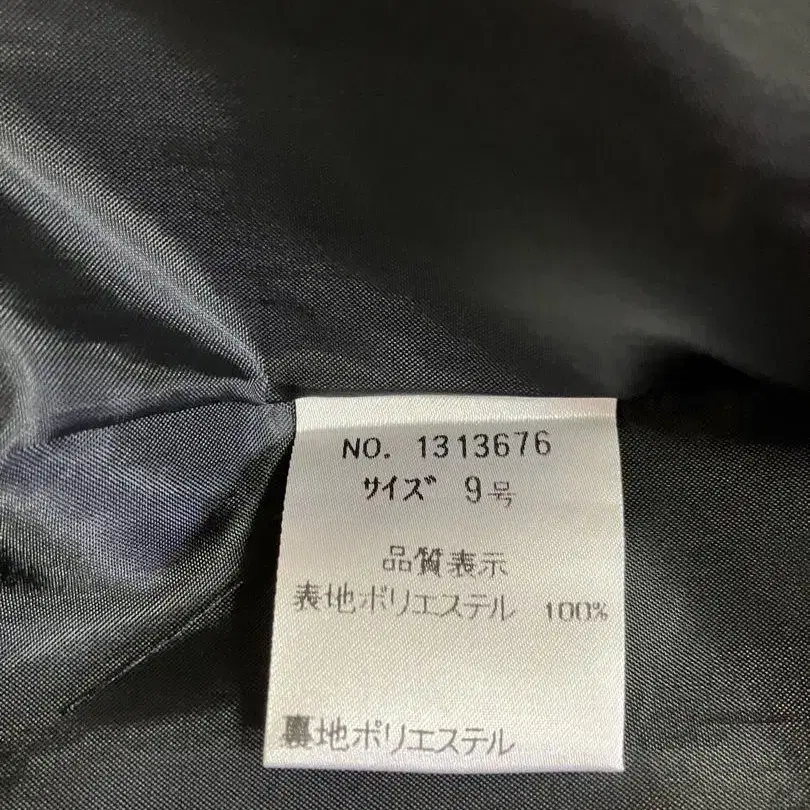 NO. 1313676
サイズ 9号
品質表示
表地ポリエステル 100%
裏地ポリエステル